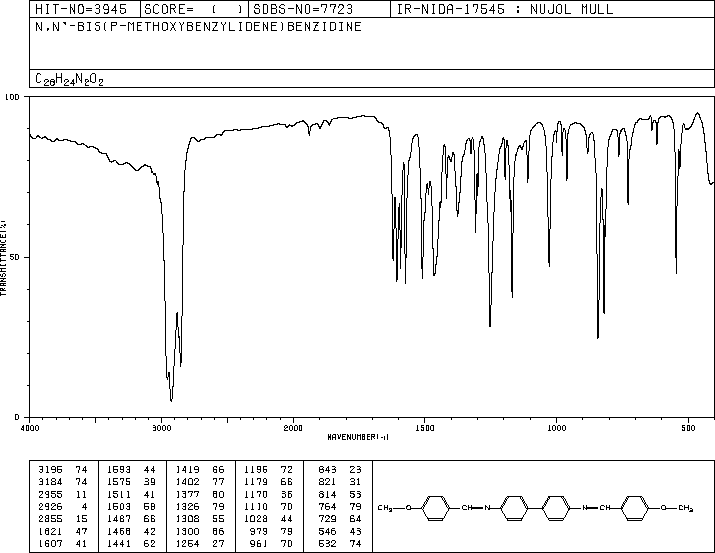 HIT-NO=3945 SCORE= ( ) SDBS-NO=7723 IR-NIDA-17545 : NUJOL MULL
N,N'-BIS(P-METHOXYBENZYLIDENE)BENZIDINE
C28H24N2O2
100
TRANSMITTANCE(%)
50
0
4000 3000 2000 1500 1000 500
WAVENUMBER(-1)
3195 74 1593 44 1419 66 1195 72 843 23
3184 74 1575 39 1402 77 1179 66 821 31
2955 11 1511 41 1377 60 1170 36 814 53
2926 4 1503 68 1326 79 1110 70 764 79
2855 15 1487 66 1308 55 1028 44 729 64
1621 47 1468 42 1300 86 979 79 546 43
1607 41 1441 62 1254 27 961 70 532 74
CH3 O CH N N CH O CH3